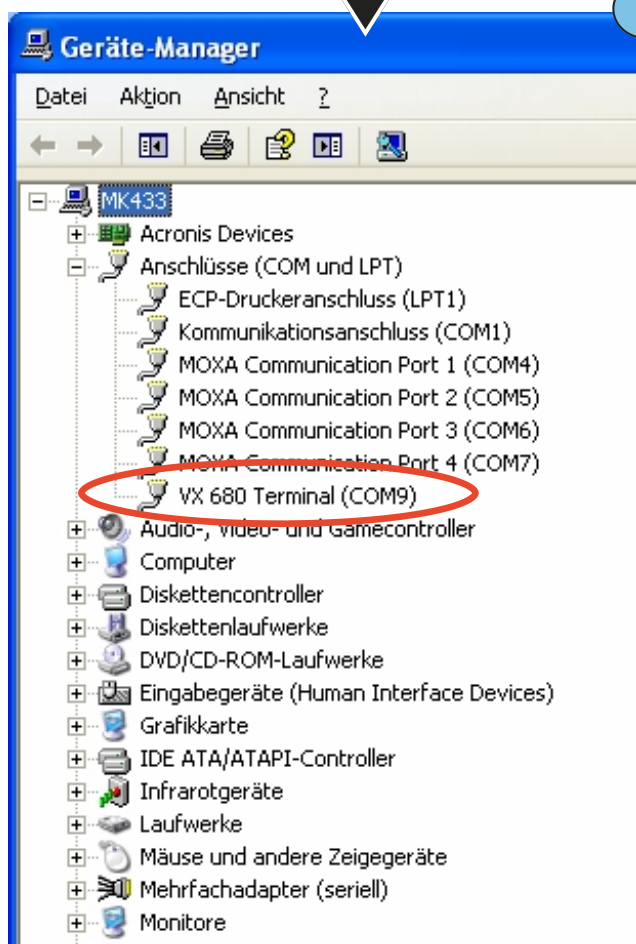 Geräte-Manager
Datei Aktion Ansicht ?
MK433
Acronis Devices
Anschlüsse (COM und LPT)
ECP-Druckeranschluss (LPT1)
Kommunikationsanschluss (COM1)
MOXA Communication Port 1 (COM4)
MOXA Communication Port 2 (COM5)
MOXA Communication Port 3 (COM6)
MOXA Communication Port 4 (COM7)
VX 680 Terminal (COM9)
Audio-, Video- und Gamecontroller
Computer
Diskettencontroller
Diskettenlaufwerke
DVD/CD-ROM-Laufwerke
Eingabegeräte (Human Interface Devices)
Grafikkarte
IDE ATA/ATAPI-Controller
Infrarotgeräte
Laufwerke
Mäuse und andere Zeigegeräte
Mehrfachadapter (seriell)
Monitore